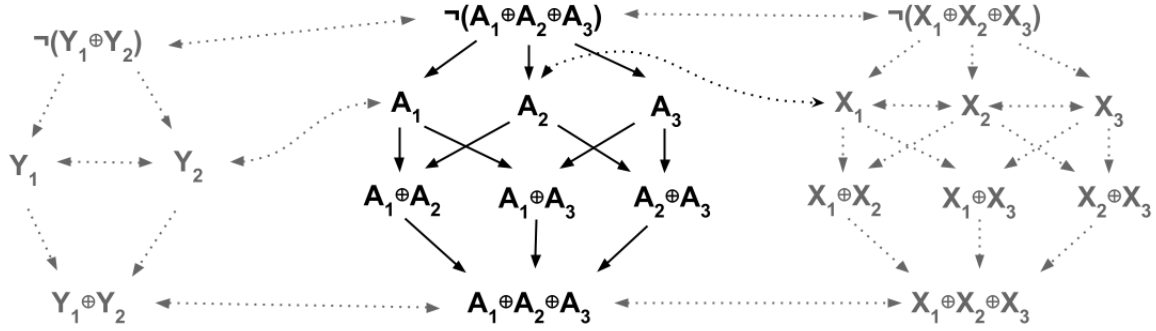 ¬(Y₁⊕Y₂) ¬(A₁⊕A₂⊕A₃) ¬(X₁⊕X₂⊕X₃)
A₁ A₂ A₃ X₁ X₂ X₃
Y₁ Y₂
A₁⊕A₂ A₁⊕A₃ A₂⊕A₃ X₁⊕X₂ X₁⊕X₃ X₂⊕X₃
Y₁⊕Y₂ A₁⊕A₂⊕A₃ X₁⊕X₂⊕X₃